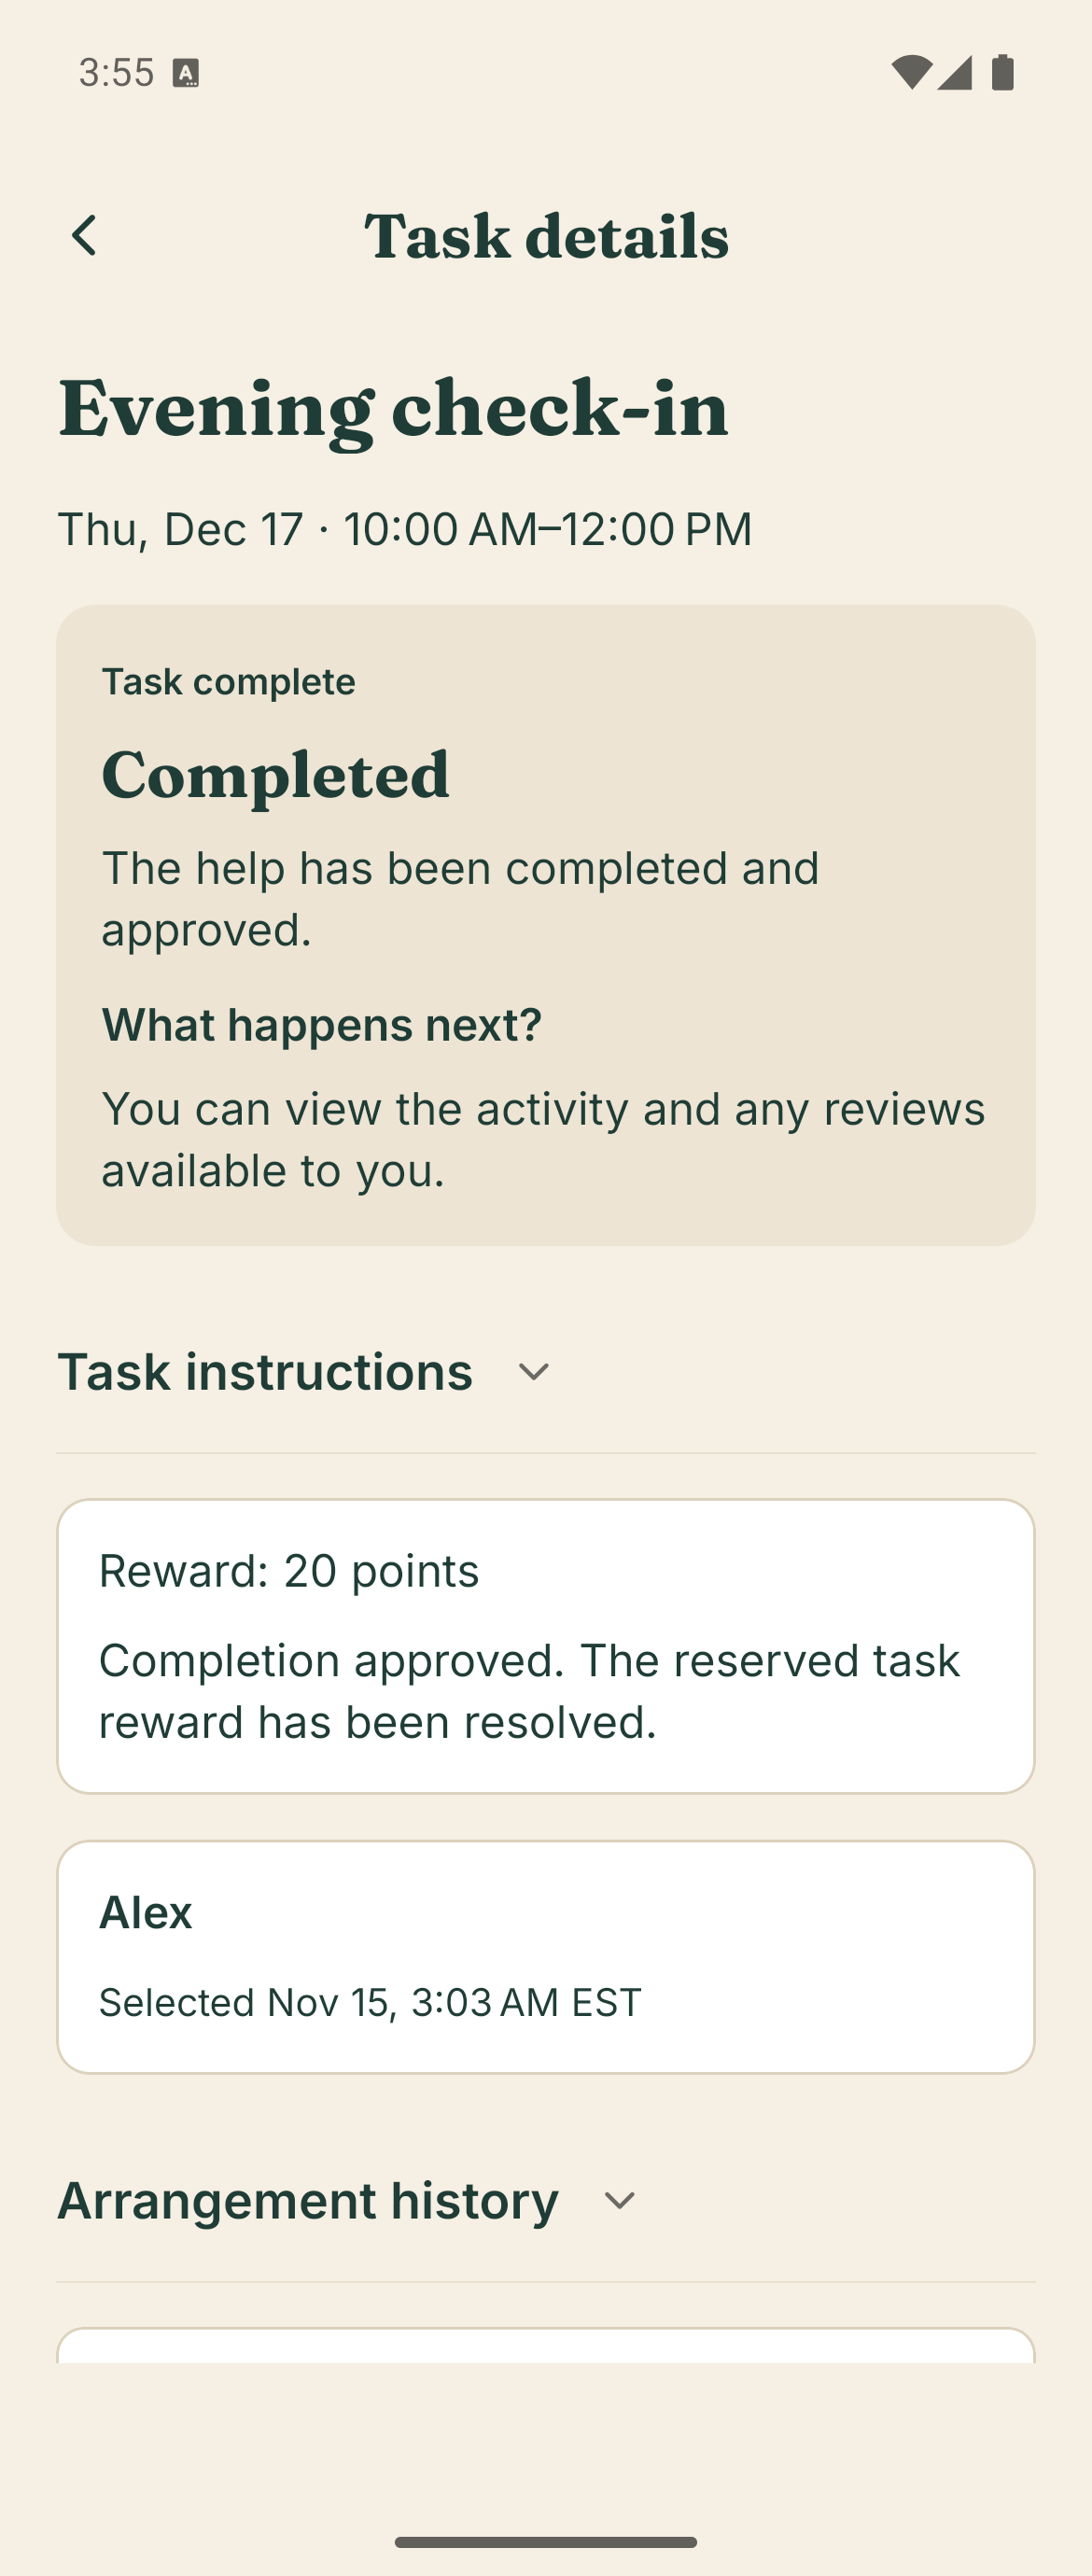 3:55
Task details
Evening check-in
Thu, Dec 17 · 10:00 AM–12:00 PM
Task complete
Completed
The help has been completed and
approved.
What happens next?
You can view the activity and any reviews
available to you.
Task instructions
Reward: 20 points
Completion approved. The reserved task
reward has been resolved.
Alex
Selected Nov 15, 3:03 AM EST
Arrangement history